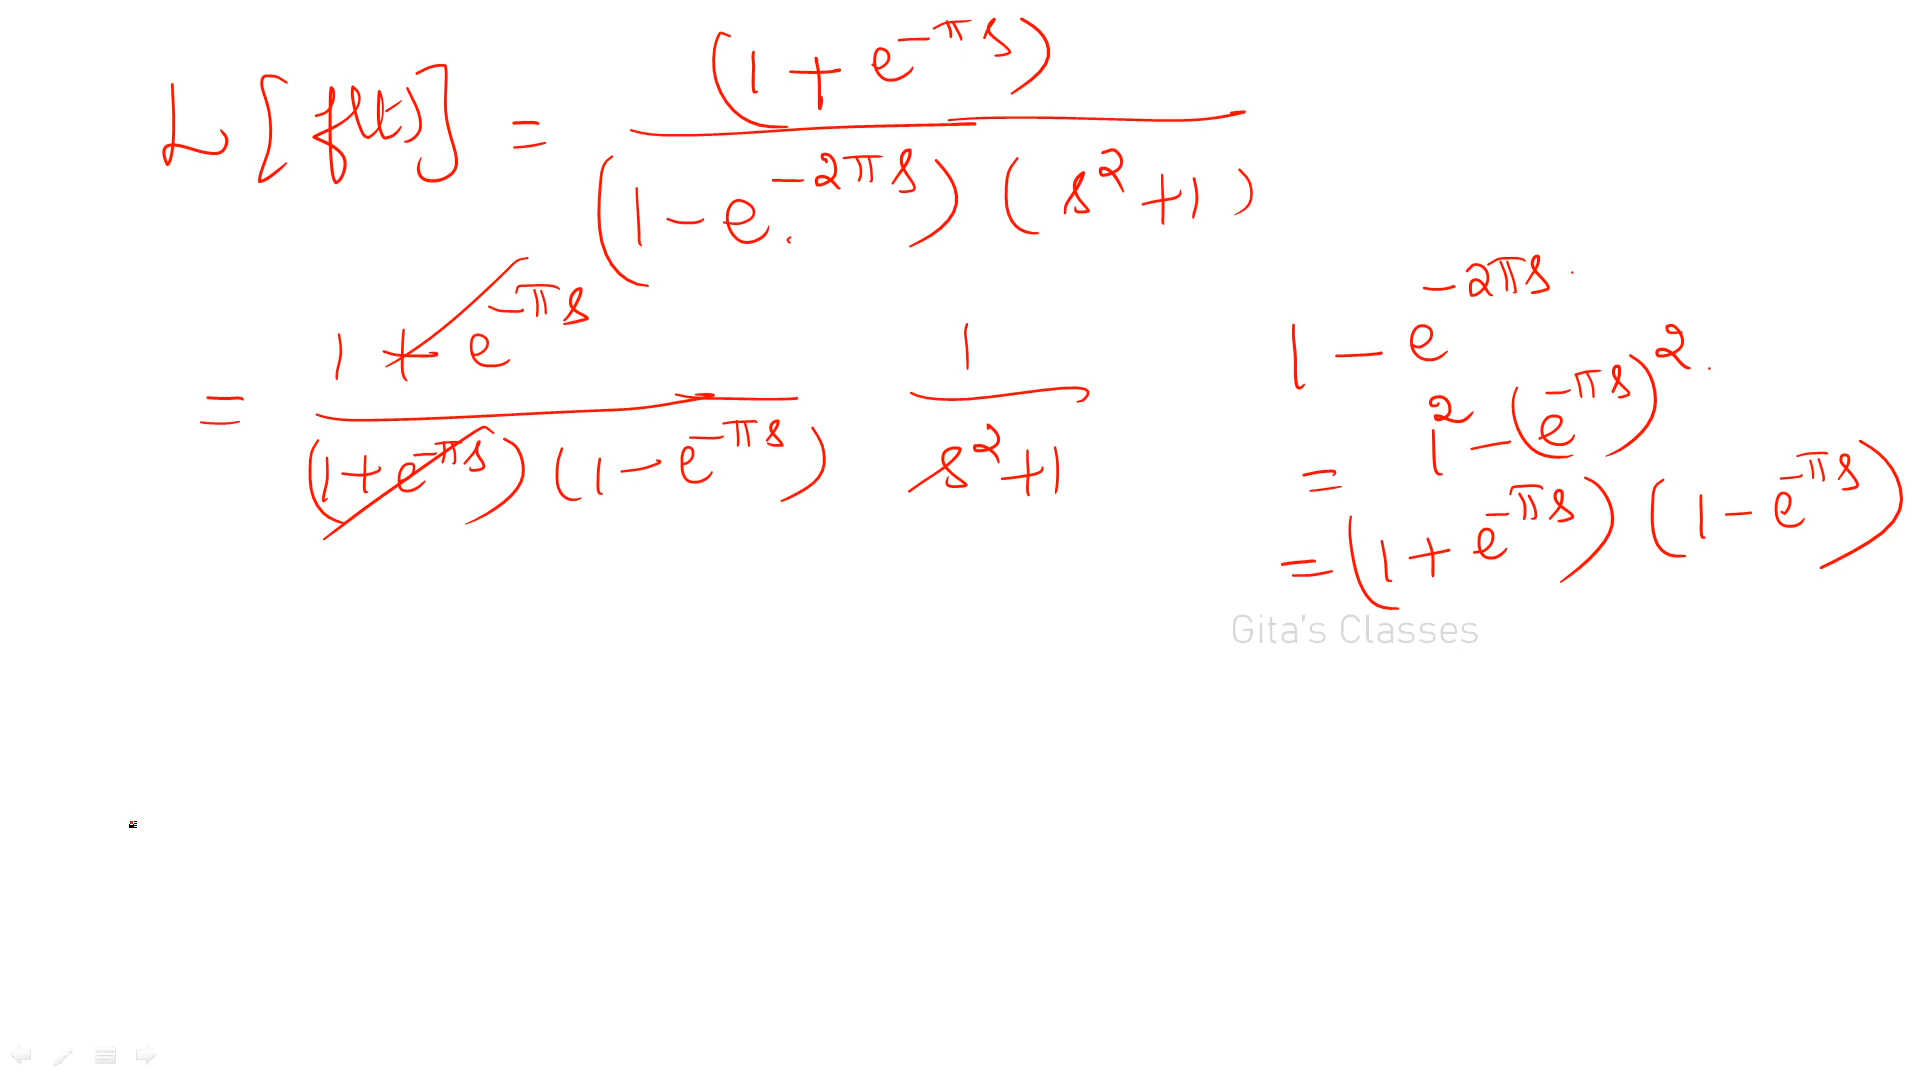 L[f(t)] = (1 + e^{-πs}) / (1 - e^{-2πs}) (s^2 + 1)
= 1 + e^{-πs} / (1 + e^{-πs}) (1 - e^{-πs}) 1 / s^2 + 1
1 - e^{-2πs}
= 1^2 - (e^{-πs})^2
= (1 + e^{-πs}) (1 - e^{-πs})
Gita's Classes